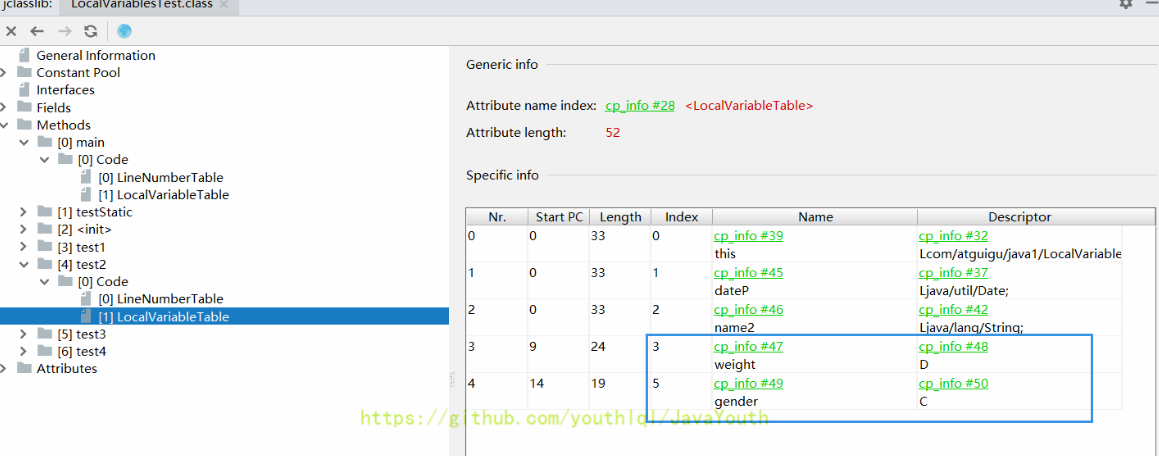 jclasslib: LocalVariablesTest.class
General Information
Constant Pool
Interfaces
Fields
Methods
[0] main
[0] Code
[0] LineNumberTable
[1] LocalVariableTable
[1] testStatic
[2] <init>
[3] test1
[4] test2
[0] Code
[0] LineNumberTable
[1] LocalVariableTable
[5] test3
[6] test4
Attributes
Generic info
Attribute name index: cp_info #28 <LocalVariableTable>
Attribute length: 52
Specific info
Nr. Start PC Length Index Name Descriptor
0 0 33 0 cp_info #39 cp_info #32
this Lcom/atguigu/java1/LocalVariable
1 0 33 1 cp_info #45 cp_info #37
dateP Ljava/util/Date;
2 0 33 2 cp_info #46 cp_info #42
name2 Ljava/lang/String;
3 9 24 3 cp_info #47 cp_info #48
weight D
4 14 19 5 cp_info #49 cp_info #50
gender C
https://github.com/youthlql/JavaYouth